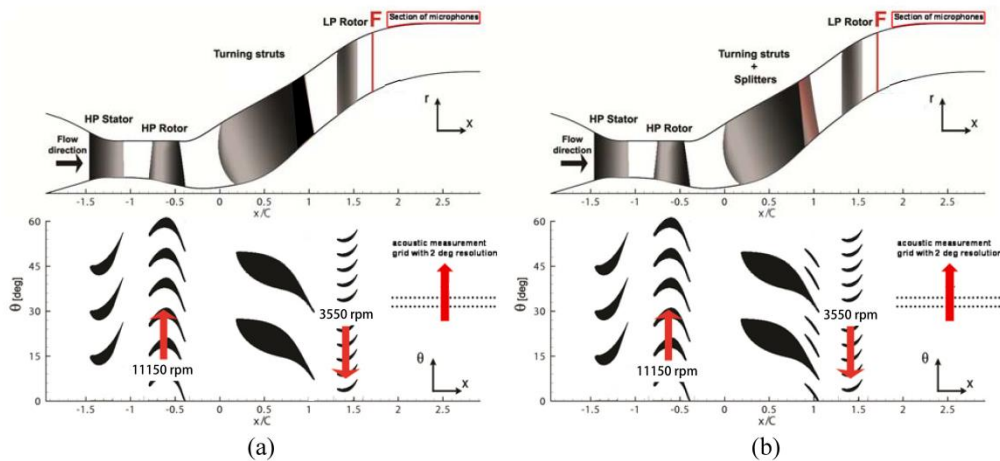 LP Rotor F Section of microphones
Turning struts
HP Stator
HP Rotor
Flow
direction
r
x
-1.5 -1 -0.5 0 0.5 1 1.5 2 2.5
x/C
60
45
30
15
0
θ [deg]
acoustic measurement
grid with 2 deg resolution
3550 rpm
11150 rpm
θ
x
-1.5 -1 -0.5 0 0.5 1 1.5 2 2.5
x/C
(a)
LP Rotor F Section of microphones
Turning struts
+
Splitters
HP Stator
HP Rotor
Flow
direction
r
x
-1.5 -1 -0.5 0 0.5 1 1.5 2 2.5
x/C
60
45
30
15
0
θ [deg]
acoustic measurement
grid with 2 deg resolution
3550 rpm
11150 rpm
θ
x
-1.5 -1 -0.5 0 0.5 1 1.5 2 2.5
x/C
(b)